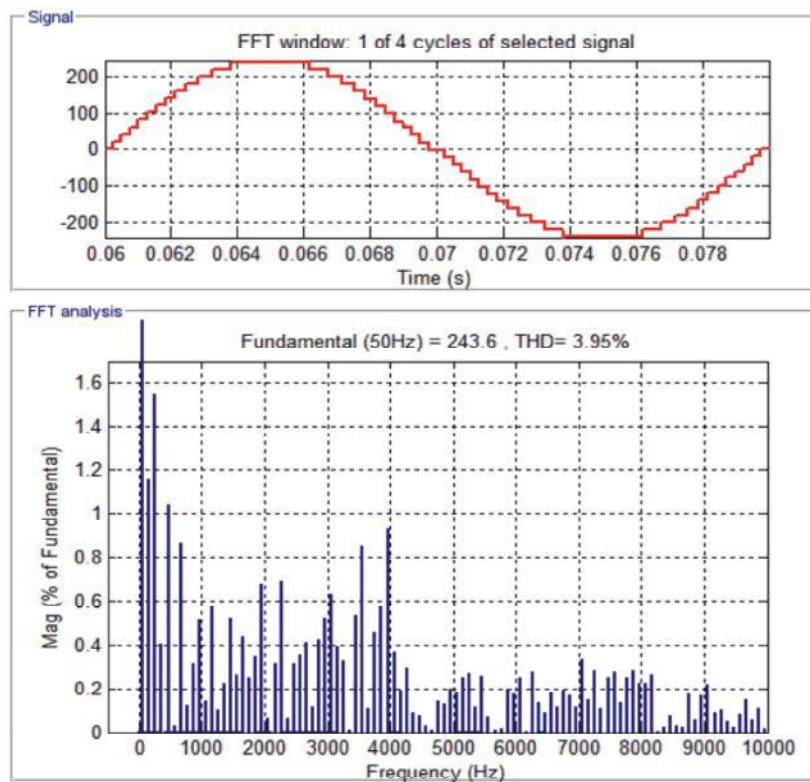 Signal
FFT window: 1 of 4 cycles of selected signal
200
100
0
-100
-200
0.06 0.062 0.064 0.066 0.068 0.07 0.072 0.074 0.076 0.078
Time (s)
FFT analysis
Fundamental (50Hz) = 243.6 , THD= 3.95%
1.6
1.4
1.2
1
0.8
0.6
0.4
0.2
0
Mag (% of Fundamental)
0 1000 2000 3000 4000 5000 6000 7000 8000 9000 10000
Frequency (Hz)